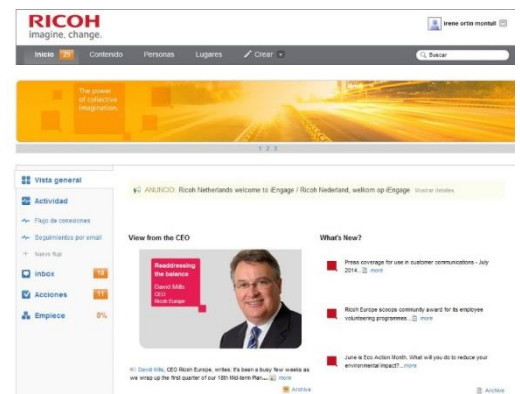 RICOH
imagine. change.
irene ortin montull
Inicio 29 Contenido Personas Lugares Crear
Buscar
The power
of collective
imagination.
1 2 3
Vista general
ANUNCIO Ricoh Netherlands welcome to iEngage / Ricoh Nederland, welkom op iEngage Mostrar detalles
Actividad
Flujo de conexiones
Seguimientos por email
Nuevo flujo
Inbox
Acciones 11
Empiece 0%
View from the CEO
Readdressing
the balance
David Mills
CEO
Ricoh Europe
David Mills, CEO Ricoh Europe, writes: It's been a busy few weeks as
we wrap up the first quarter of our 18th Mid-term Plan... more
Archive
What's New?
Press coverage for use in customer communications - July
2014... more
Ricoh Europe scoops community award for its employee
volunteering programmes... more
June is Eco Action Month. What will you do to reduce your
environmental impact?...more
Archive